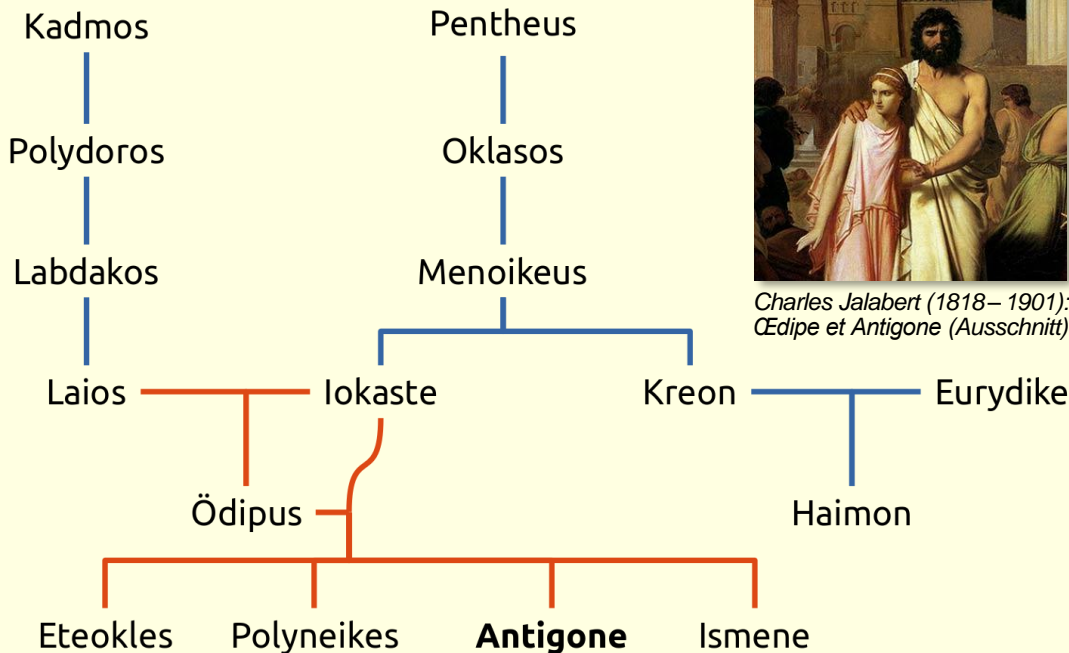 Kadmos
Pentheus
Polydoros
Oklasos
Labdakos
Menoikeus
Charles Jalabert (1818– 1901):
Œdipe et Antigone (Ausschnitt)
Laios
Iokaste
Kreon
Eurydike
Ödipus
Haimon
Eteokles
Polyneikes
Antigone
Ismene